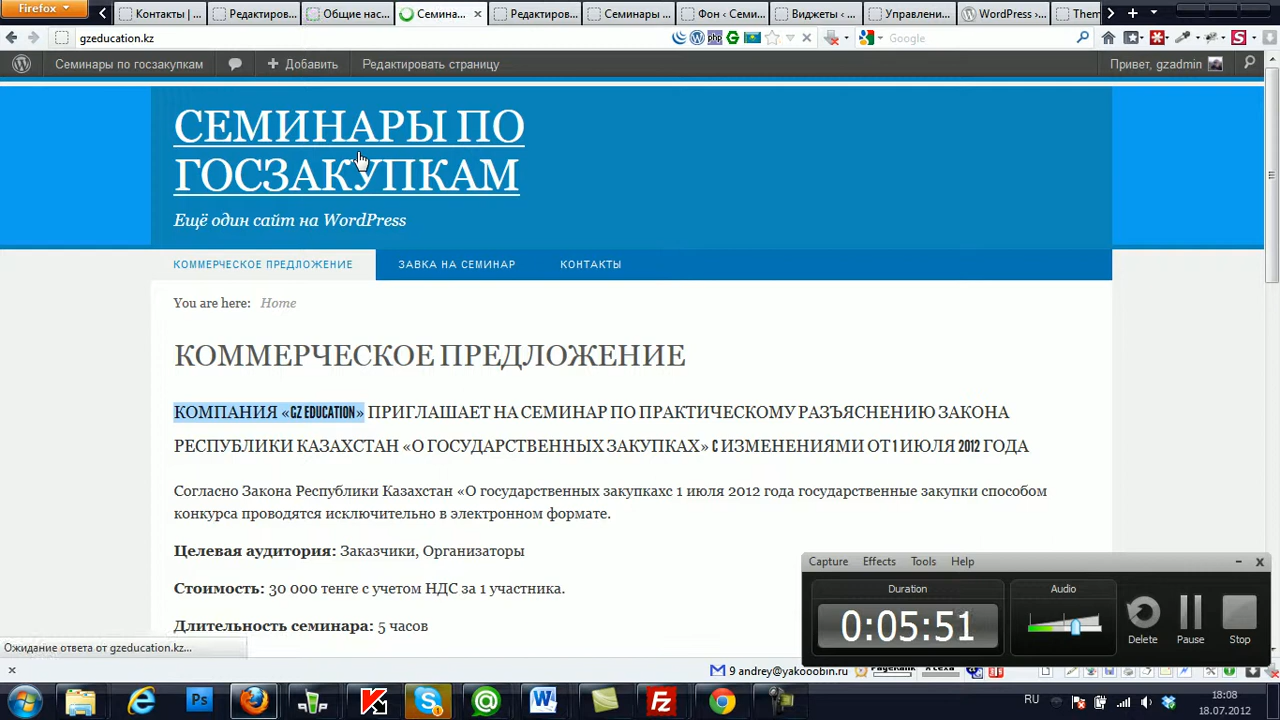 Firefox
Контакты | ...
Редактиров...
Общие нас...
Семина...
Редактиров...
Семинары ...
Фон ‹ Семи...
Виджеты ‹ ...
Управлени...
WordPress › ...
Them
gzeducation.kz
Google
Семинары по госзакупкам
Добавить
Редактировать страницу
Привет, gzadmin
СЕМИНАРЫ ПО
ГОСЗАКУПКАМ
Ещё один сайт на WordPress
КОММЕРЧЕСКОЕ ПРЕДЛОЖЕНИЕ
ЗАВКА НА СЕМИНАР
КОНТАКТЫ
You are here: Home
КОММЕРЧЕСКОЕ ПРЕДЛОЖЕНИЕ
КОМПАНИЯ «GZ EDUCATION» ПРИГЛАШАЕТ НА СЕМИНАР ПО ПРАКТИЧЕСКОМУ РАЗЪЯСНЕНИЮ ЗАКОНА
РЕСПУБЛИКИ КАЗАХСТАН «О ГОСУДАРСТВЕННЫХ ЗАКУПКАХ» C ИЗМЕНЕНИЯМИ ОТ 1 ИЮЛЯ 2012 ГОДА
Согласно Закона Республики Казахстан «О государственных закупкахс 1 июля 2012 года государственные закупки способом
конкурса проводятся исключительно в электронном формате.
Целевая аудитория: Заказчики, Организаторы
Стоимость: 30 000 тенге с учетом НДС за 1 участника.
Длительность семинара: 5 часов
Capture Effects Tools Help
Duration
Audio
0:05:51
Delete
Pause
Stop
Ожидание ответа от gzeducation.kz...
9 andrey@yakooobin.ru
RU
18:08
18.07.2012